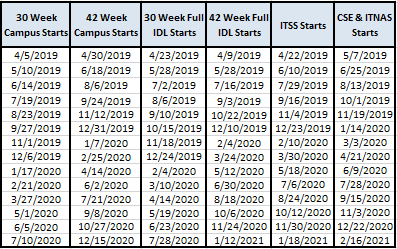 30 Week 42 Week 30 Week Full 42 Week Full ITSS Starts CSE & ITNAS
Campus Starts Campus Starts IDL Starts IDL Starts Starts
4/5/2019 4/30/2019 4/23/2019 4/9/2019 4/22/2019 5/7/2019
5/10/2019 6/18/2019 5/28/2019 5/28/2019 6/10/2019 6/25/2019
6/14/2019 8/6/2019 7/2/2019 7/16/2019 7/29/2019 8/13/2019
7/19/2019 9/24/2019 8/6/2019 9/3/2019 9/16/2019 10/1/2019
8/23/2019 11/12/2019 9/10/2019 10/22/2019 11/4/2019 11/19/2019
9/27/2019 12/31/2019 10/15/2019 12/10/2019 12/23/2019 1/14/2020
11/1/2019 1/7/2020 11/18/2019 2/4/2020 2/10/2020 3/3/2020
12/6/2019 2/25/2020 12/24/2019 3/24/2020 3/30/2020 4/21/2020
1/17/2020 4/14/2020 2/4/2020 5/12/2020 5/18/2020 6/9/2020
2/21/2020 6/2/2020 3/10/2020 6/30/2020 7/6/2020 7/28/2020
3/27/2020 7/21/2020 4/14/2020 8/18/2020 8/24/2020 9/15/2020
5/1/2020 9/8/2020 5/19/2020 10/6/2020 10/12/2020 11/3/2020
6/5/2020 10/27/2020 6/23/2020 11/24/2020 11/30/2020 12/22/2020
7/10/2020 12/15/2020 7/28/2020 1/12/2021 1/18/2021 2/16/2021